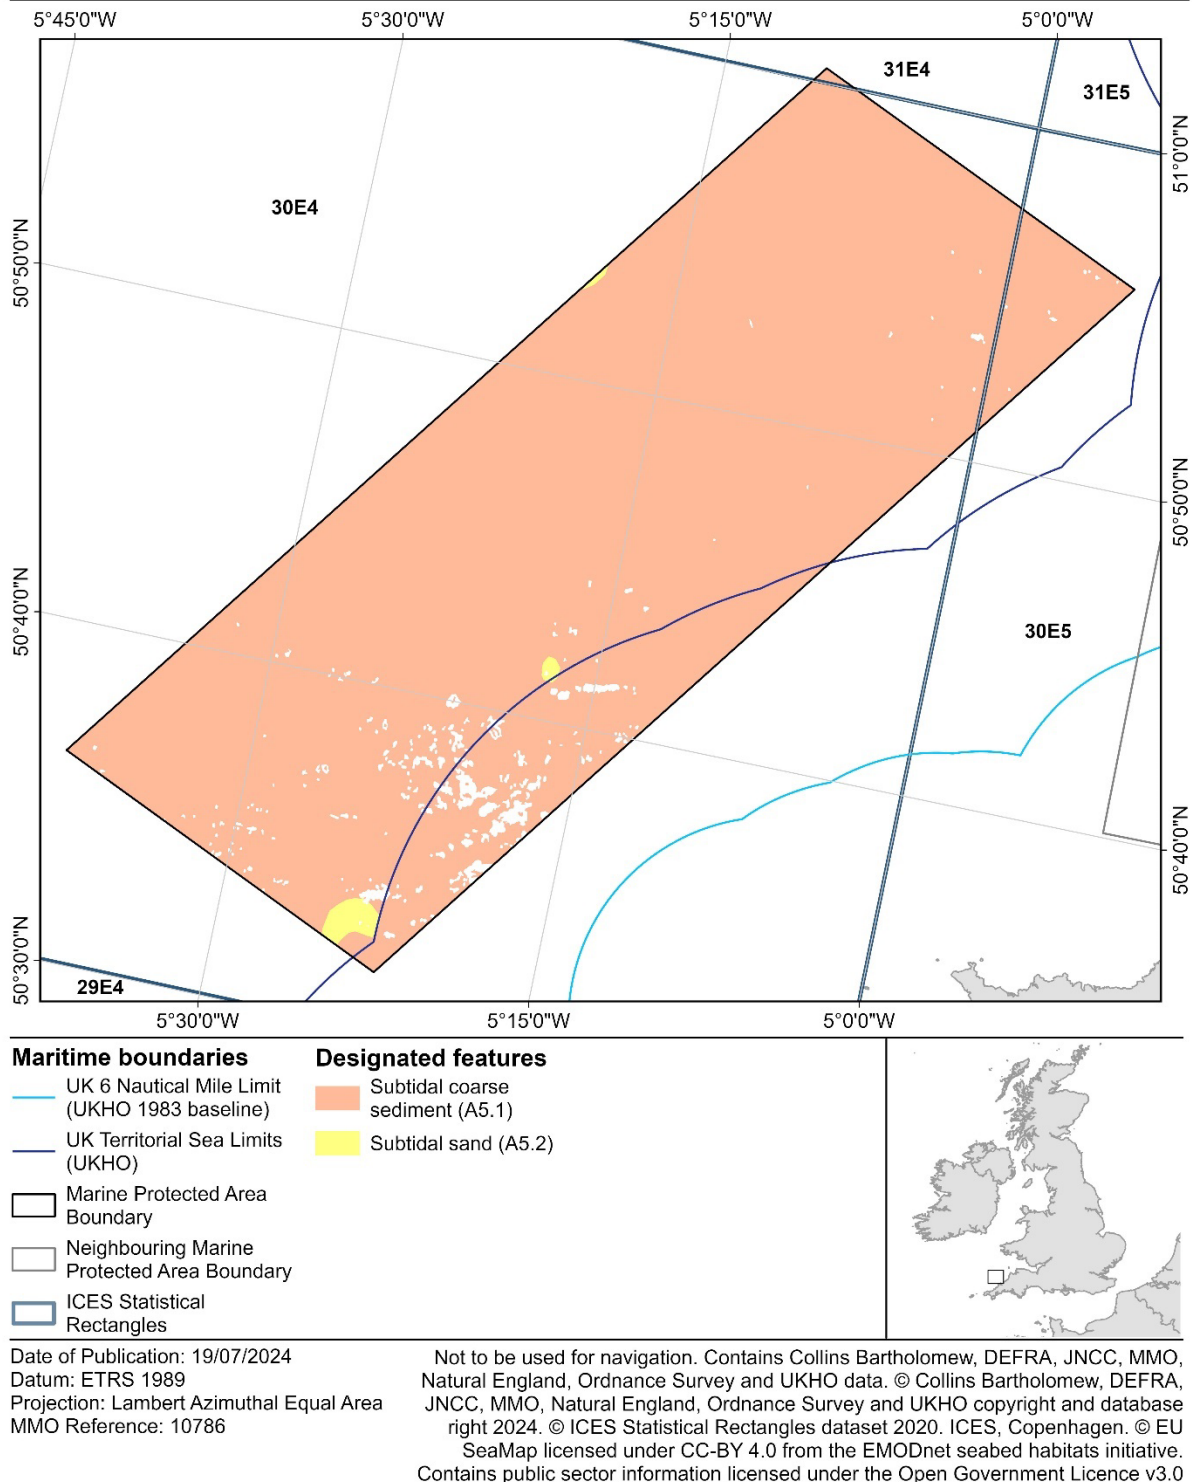 5°45'0"W 5°30'0"W 5°15'0"W 5°0'0"W
31E4
31E5
51°0'0"N
30E4
50°50'0"N
50°50'0"N
50°40'0"N
30E5
50°40'0"N
50°30'0"N
29E4
5°30'0"W 5°15'0"W 5°0'0"W
Maritime boundaries
UK 6 Nautical Mile Limit
(UKHO 1983 baseline)
UK Territorial Sea Limits
(UKHO)
Marine Protected Area
Boundary
Neighbouring Marine
Protected Area Boundary
ICES Statistical
Rectangles
Designated features
Subtidal coarse
sediment (A5.1)
Subtidal sand (A5.2)
Date of Publication: 19/07/2024
Datum: ETRS 1989
Projection: Lambert Azimuthal Equal Area
MMO Reference: 10786
Not to be used for navigation. Contains Collins Bartholomew, DEFRA, JNCC, MMO,
Natural England, Ordnance Survey and UKHO data. © Collins Bartholomew, DEFRA,
JNCC, MMO, Natural England, Ordnance Survey and UKHO copyright and database
right 2024. © ICES Statistical Rectangles dataset 2020. ICES, Copenhagen. © EU
SeaMap licensed under CC-BY 4.0 from the EMODnet seabed habitats initiative.
Contains public sector information licensed under the Open Government Licence v3.0